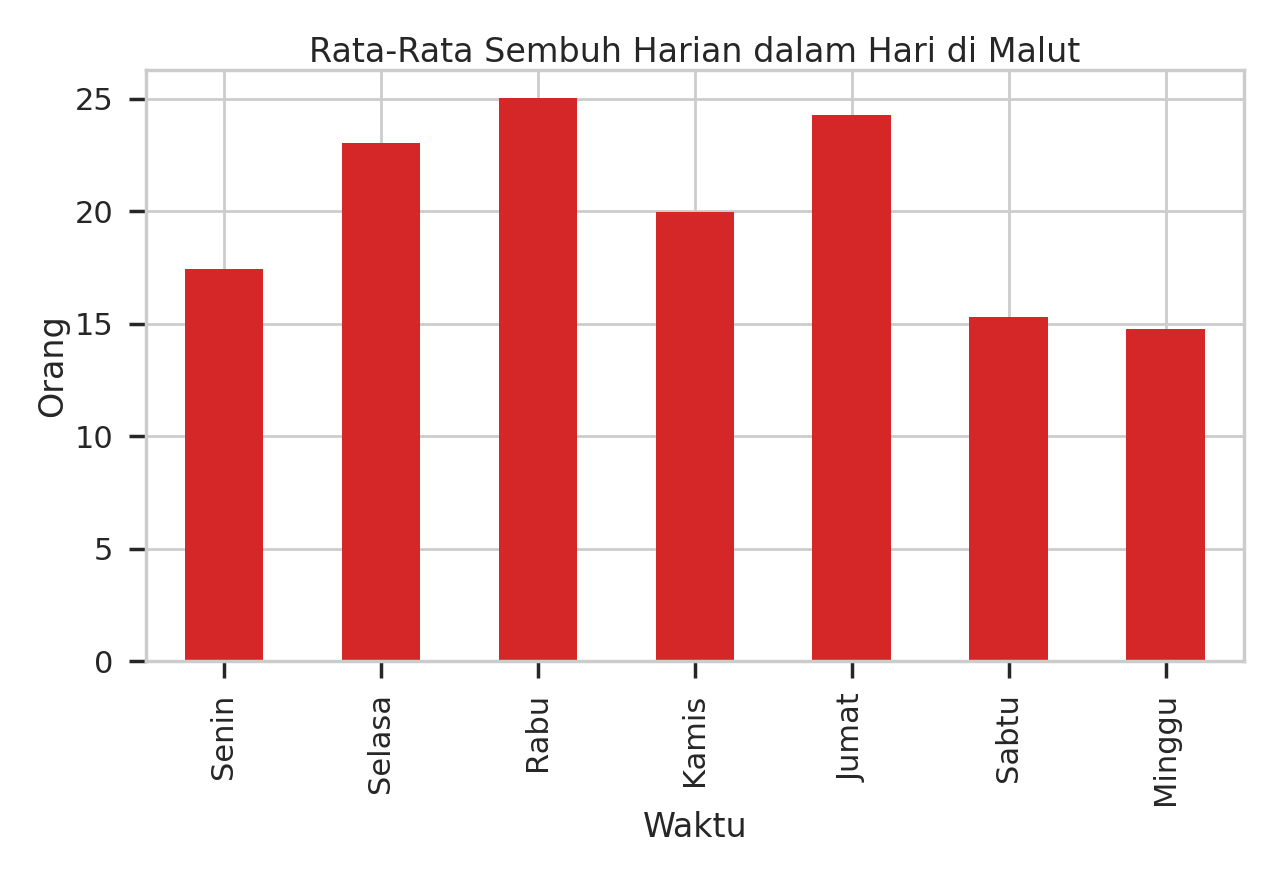 Rata-Rata Sembuh Harian dalam Hari di Malut
Orang
25
20
15
10
5
0
Senin
Selasa
Rabu
Kamis
Jumat
Sabtu
Minggu
Waktu